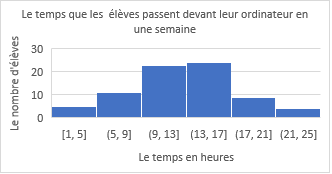 Le temps que les élèves passent devant leur ordinateur en
une semaine
Le nombre d'élèves
30
20
10
0
[1, 5]
(5, 9]
(9, 13]
(13, 17]
(17, 21]
(21, 25]
Le temps en heures